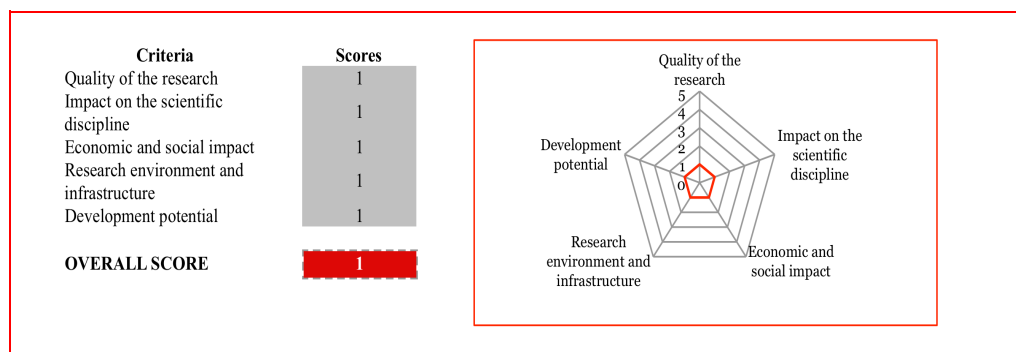 Criteria Scores
Quality of the research 1
Impact on the scientific
discipline 1
Economic and social impact 1
Research environment and
infrastructure 1
Development potential 1
OVERALL SCORE 1
Quality of the
research
5
4
3
2
1
0
Impact on the
scientific
discipline
Economic and
social impact
Research
environment and
infrastructure
Development
potential